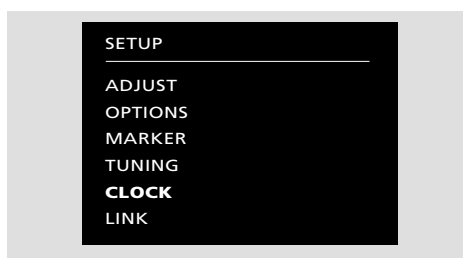 SETUP
ADJUST
OPTIONS
MARKER
TUNING
CLOCK
LINK